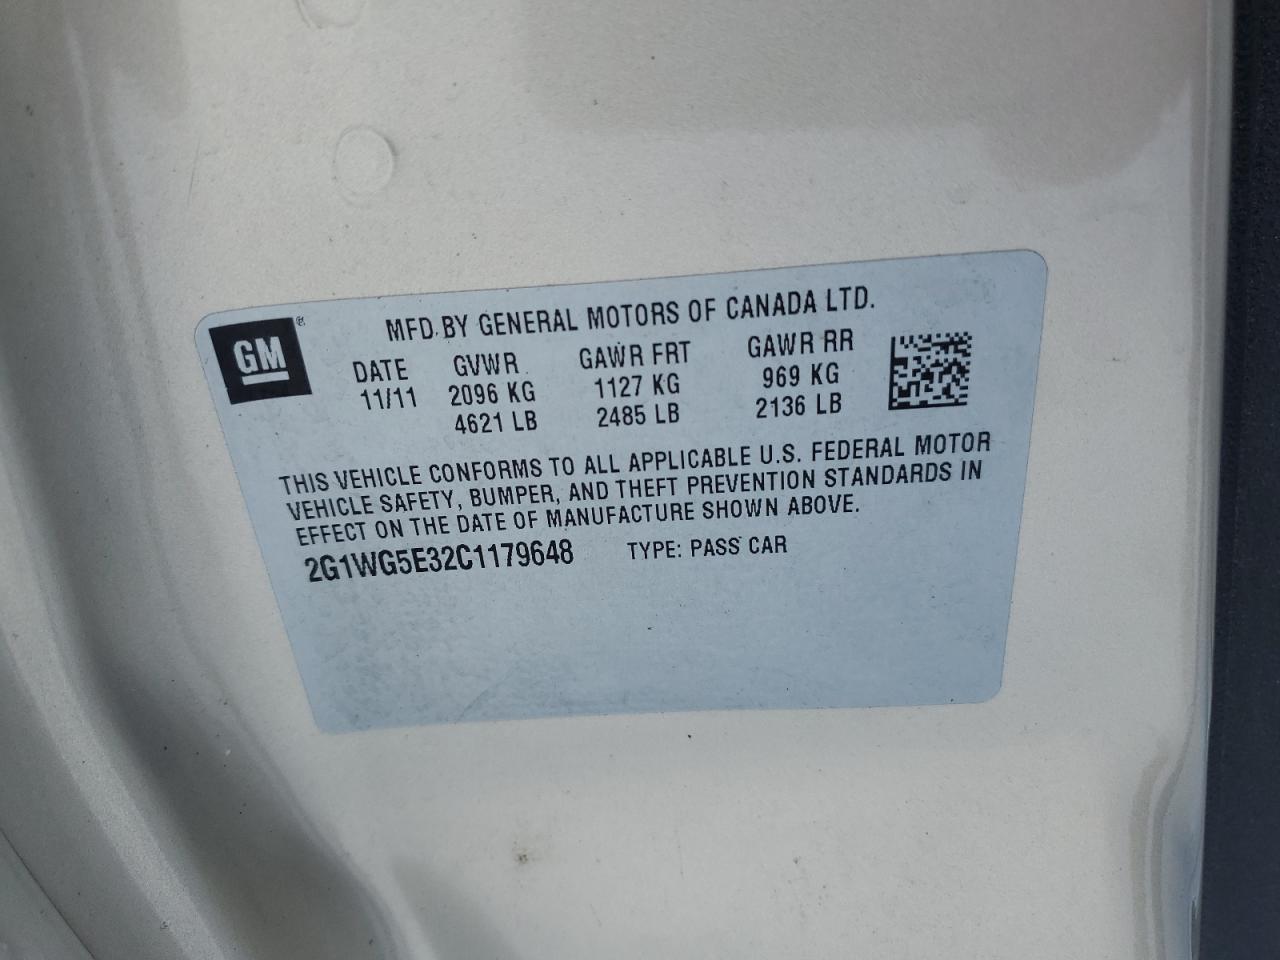 GM®
MFD. BY GENERAL MOTORS OF CANADA LTD.
DATE GVWR GAWR FRT GAWR RR
11/11 2096 KG 1127 KG 969 KG
4621 LB 2485 LB 2136 LB
THIS VEHICLE CONFORMS TO ALL APPLICABLE U.S. FEDERAL MOTOR
VEHICLE SAFETY, BUMPER, AND THEFT PREVENTION STANDARDS IN
EFFECT ON THE DATE OF MANUFACTURE SHOWN ABOVE.
2G1WG5E32C1179648 TYPE: PASS CAR